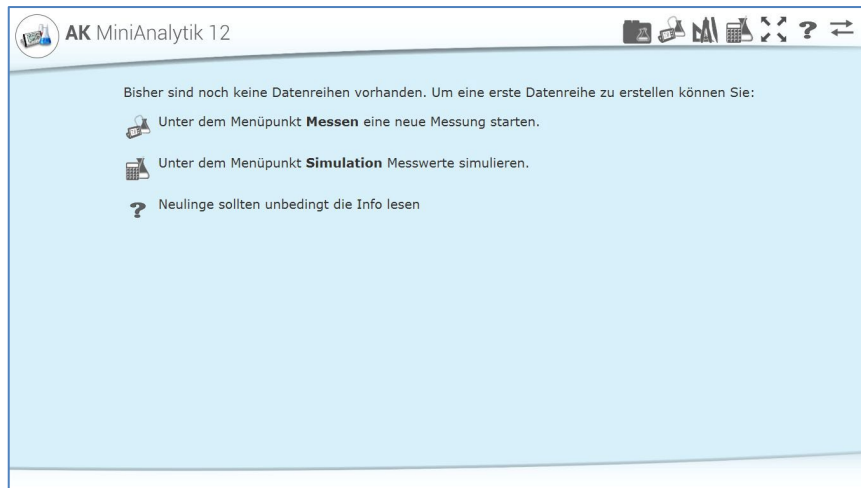 AK MiniAnalytik 12
Bisher sind noch keine Datenreihen vorhanden. Um eine erste Datenreihe zu erstellen können Sie:
Unter dem Menüpunkt Messen eine neue Messung starten.
Unter dem Menüpunkt Simulation Messwerte simulieren.
Neulinge sollten unbedingt die Info lesen